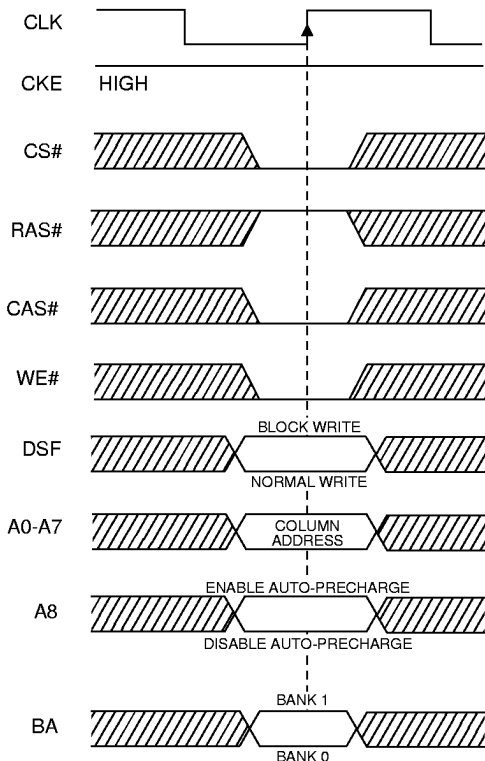 CLK
CKE HIGH
CS#
RAS#
CAS#
WE#
BLOCK WRITE
DSF
NORMAL WRITE
A0-A7 COLUMN
ADDRESS
ENABLE AUTO-PRECHARGE
A8
DISABLE AUTO-PRECHARGE
BANK 1
BA
BANK 0